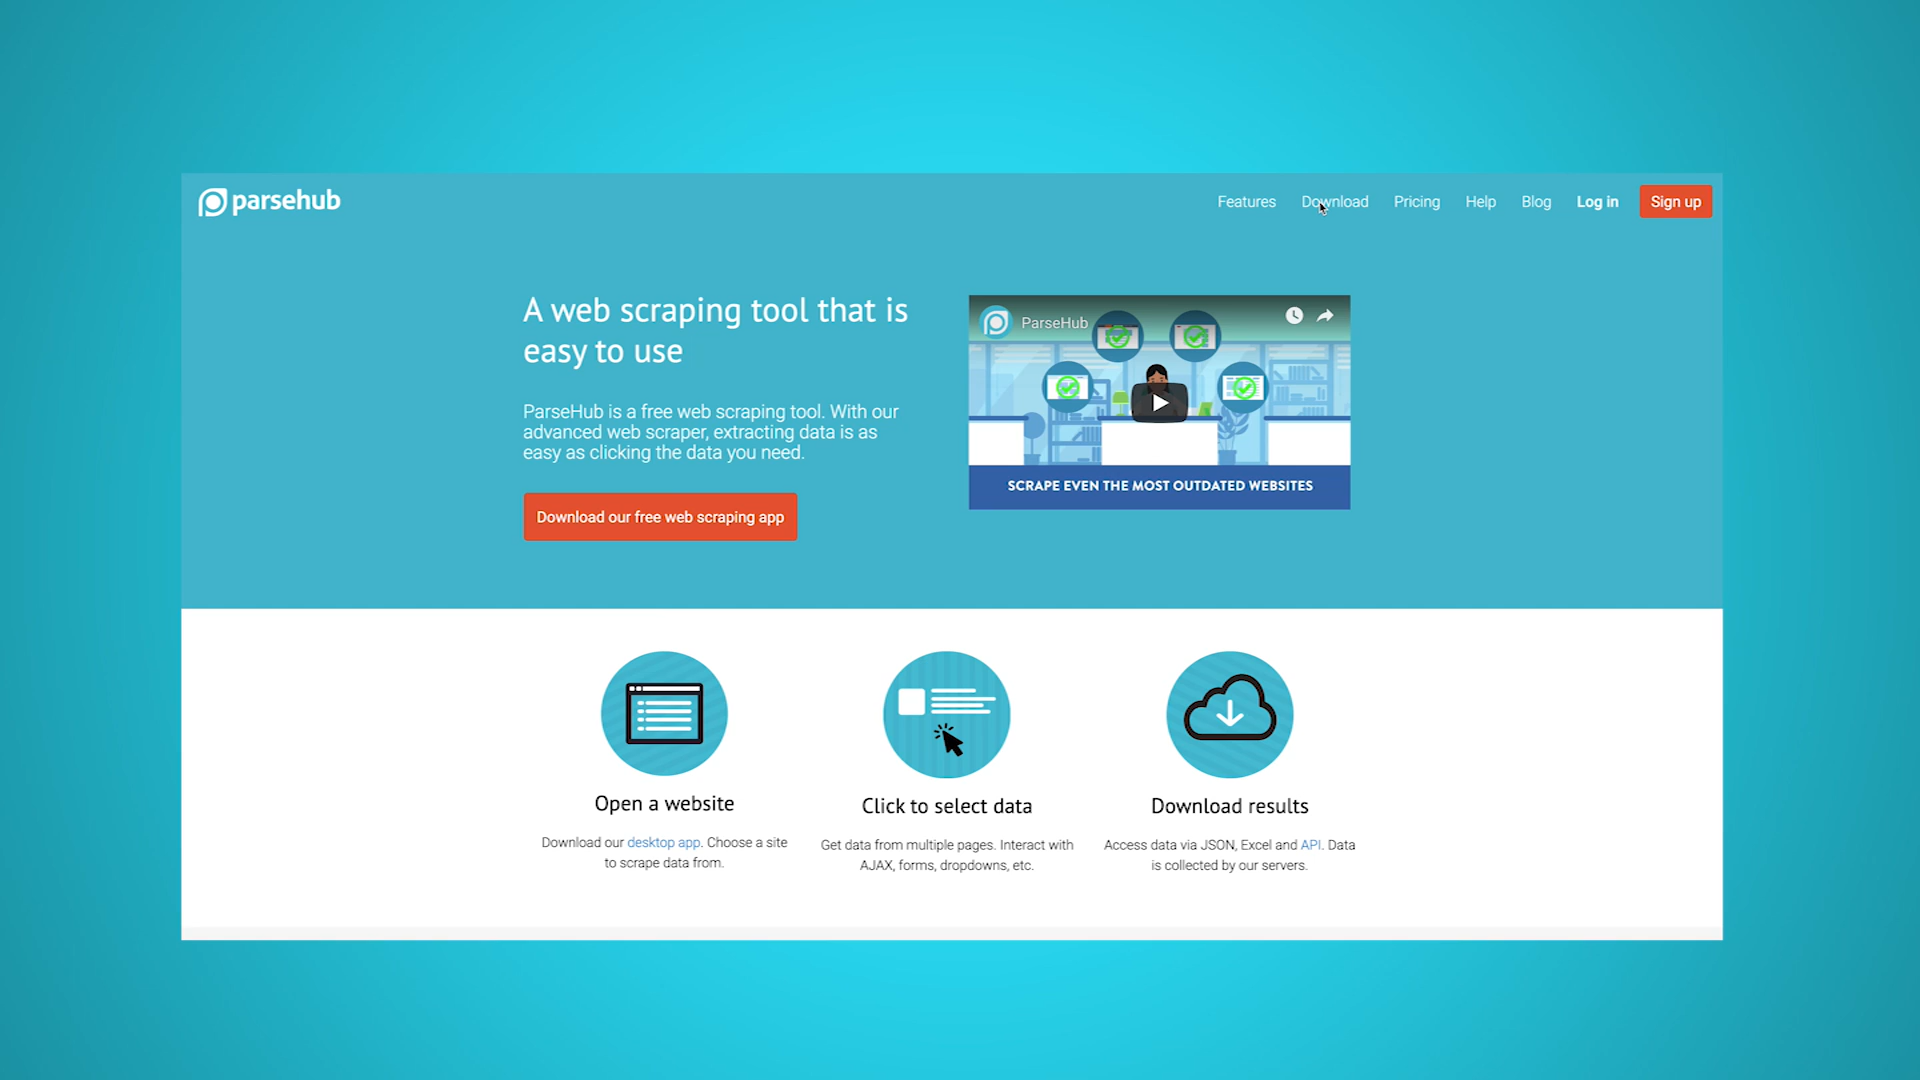 parsehub
Features Download Pricing Help Blog Log in Sign up
A web scraping tool that is
easy to use
ParseHub is a free web scraping tool. With our
advanced web scraper, extracting data is as
easy as clicking the data you need.
Download our free web scraping app
ParseHub
SCRAPE EVEN THE MOST OUTDATED WEBSITES
Open a website
Download our desktop app. Choose a site
to scrape data from.
Click to select data
Get data from multiple pages. Interact with
AJAX, forms, dropdowns, etc.
Download results
Access data via JSON, Excel and API. Data
is collected by our servers.